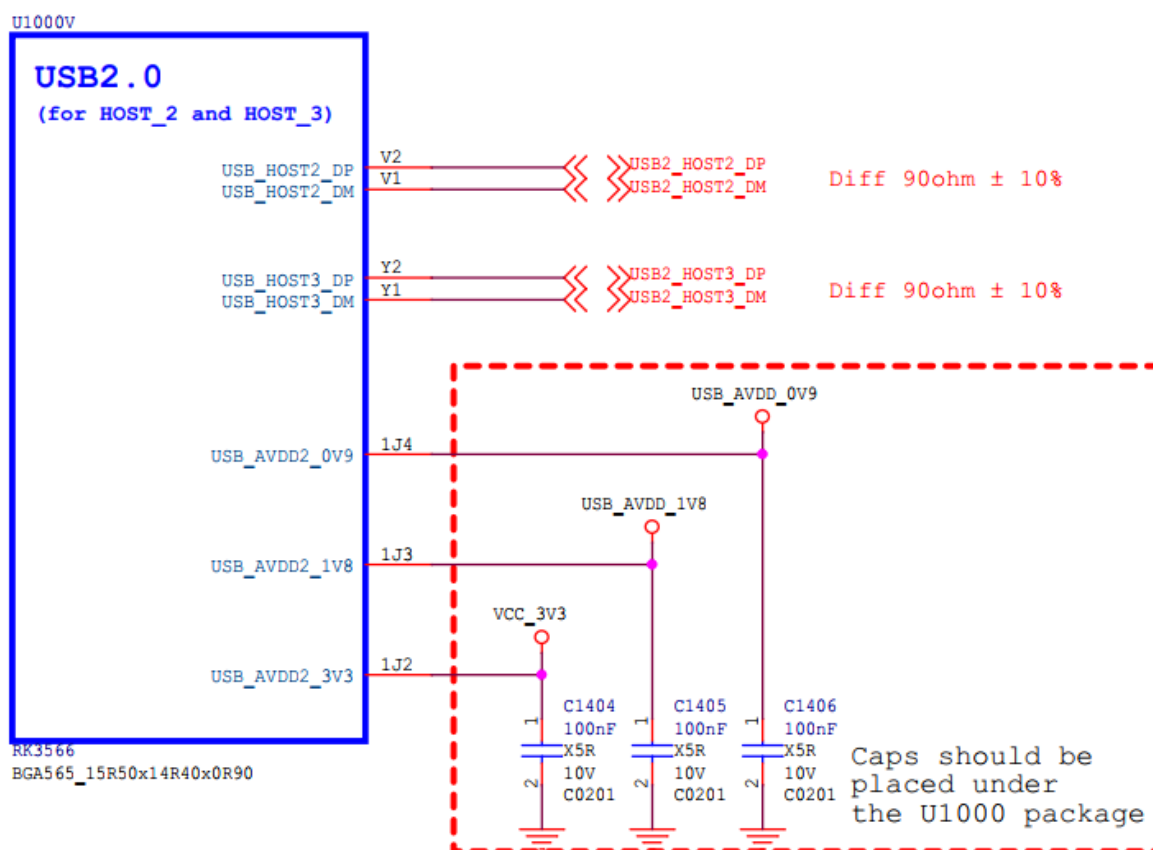 U1000V
USB2.0
(for HOST_2 and HOST_3)
USB_HOST2_DP V2 USB2_HOST2_DP
USB_HOST2_DM V1 USB2_HOST2_DM
Diff 90ohm ± 10%
USB_HOST3_DP Y2 USB2_HOST3_DP
USB_HOST3_DM Y1 USB2_HOST3_DM
Diff 90ohm ± 10%
USB_AVDD_0V9
USB_AVDD2_0V9 1J4
USB_AVDD_1V8
USB_AVDD2_1V8 1J3
VCC_3V3
USB_AVDD2_3V3 1J2
1 C1404
100nF
X5R
10V
2 C0201
1 C1405
100nF
X5R
10V
2 C0201
1 C1406
100nF
X5R
10V
2 C0201
Caps should be
placed under
the U1000 package
RK3566
BGA565_15R50x14R40x0R90